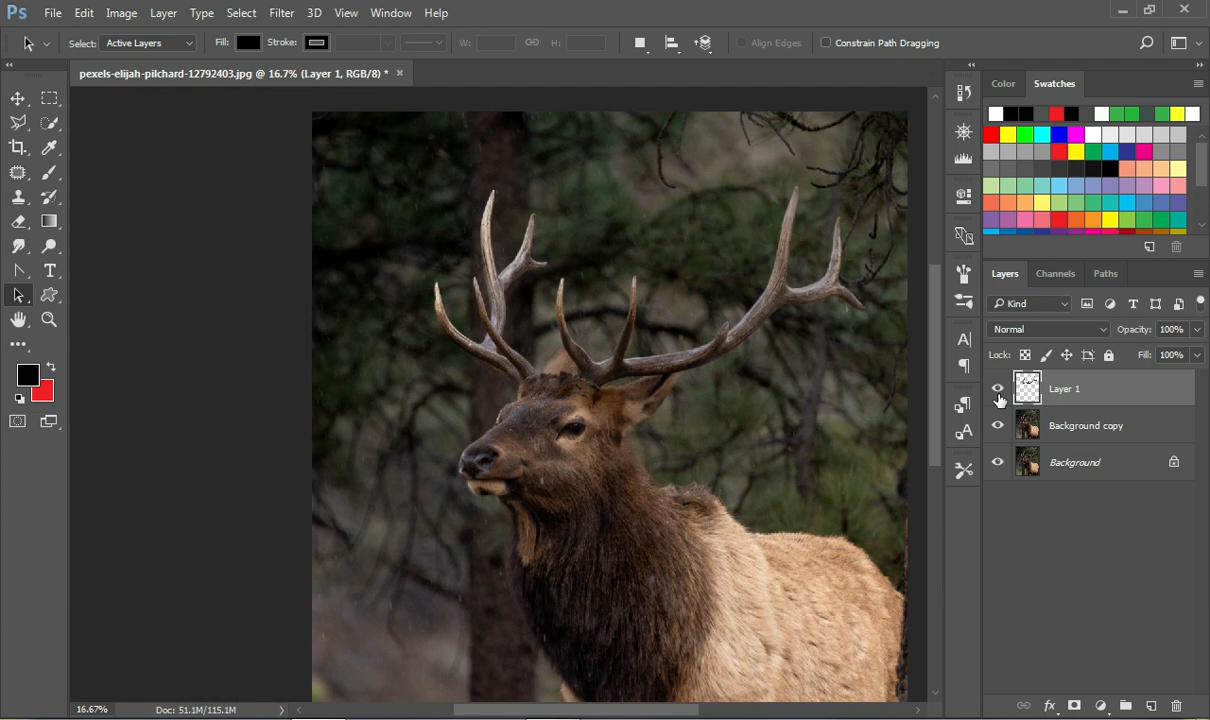 Ps File Edit Image Layer Type Select Filter 3D View Window Help
Select: Active Layers Fill: Stroke: W: H: Align Edges Constrain Path Dragging
pexels-elijah-pilchard-12792403.jpg @ 16.7% (Layer 1, RGB/8) * ×
Color Swatches
Layers Channels Paths
Kind
Normal Opacity: 100%
Lock: Fill: 100%
Layer 1
Background copy
Background
16.67% Doc: 51.1M/115.1M